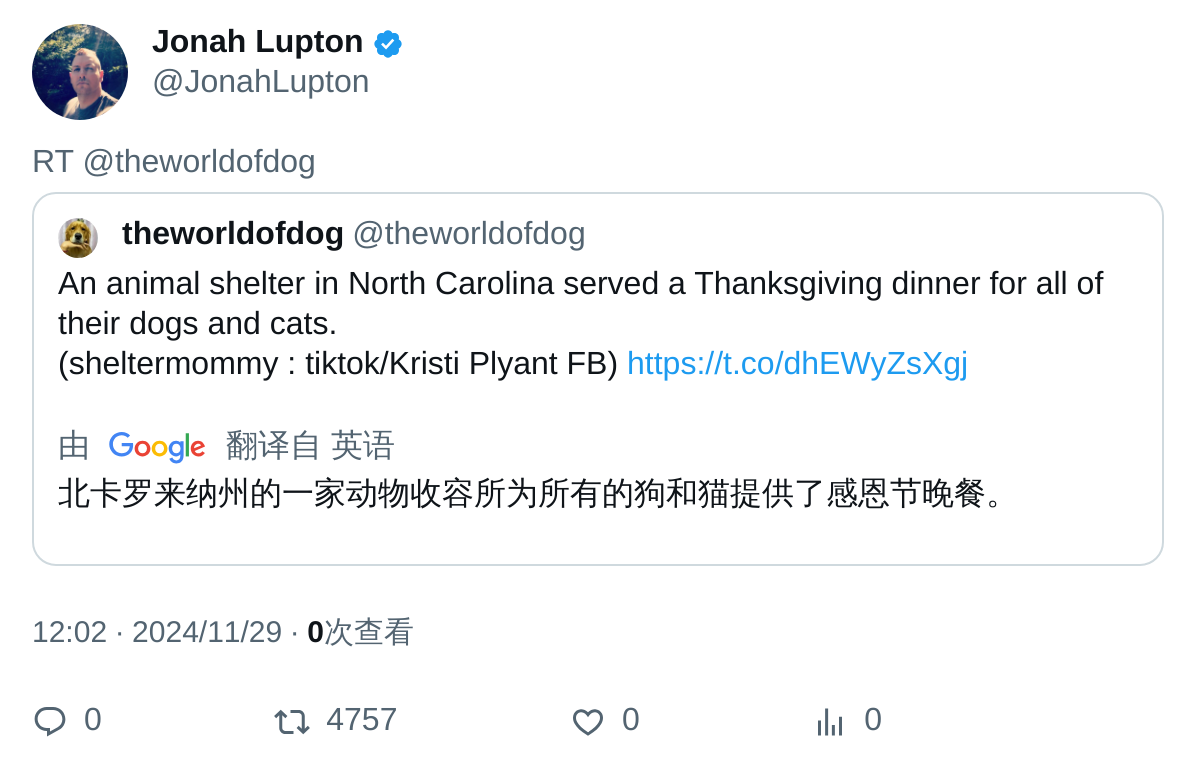 Jonah Lupton
@JonahLupton
RT @theworldofdog
theworldofdog @theworldofdog
An animal shelter in North Carolina served a Thanksgiving dinner for all of
their dogs and cats.
(sheltermommy : tiktok/Kristi Plyant FB) https://t.co/dhEWyZsXgj
由 Google 翻译自 英语
北卡罗来纳州的一家动物收容所为所有的狗和猫提供了感恩节晚餐。
12:02 · 2024/11/29 · 0次查看
0 4757 0 0